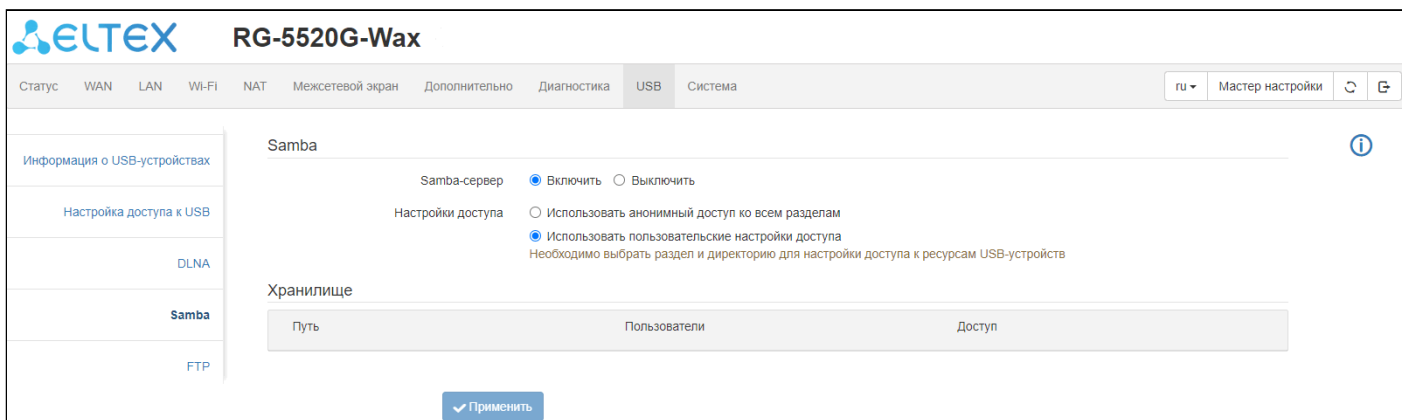 ELTEX RG-5520G-Wax
Статус WAN LAN Wi-Fi NAT Межсетевой экран Дополнительно Диагностика USB Система ru Мастер настройки
Информация о USB-устройствах
Настройка доступа к USB
DLNA
Samba
FTP
Samba
Samba-сервер Включить Выключить
Настройки доступа Использовать анонимный доступ ко всем разделам
Использовать пользовательские настройки доступа
Необходимо выбрать раздел и директорию для настройки доступа к ресурсам USB-устройств
Хранилище
Путь Пользователи Доступ
Применить